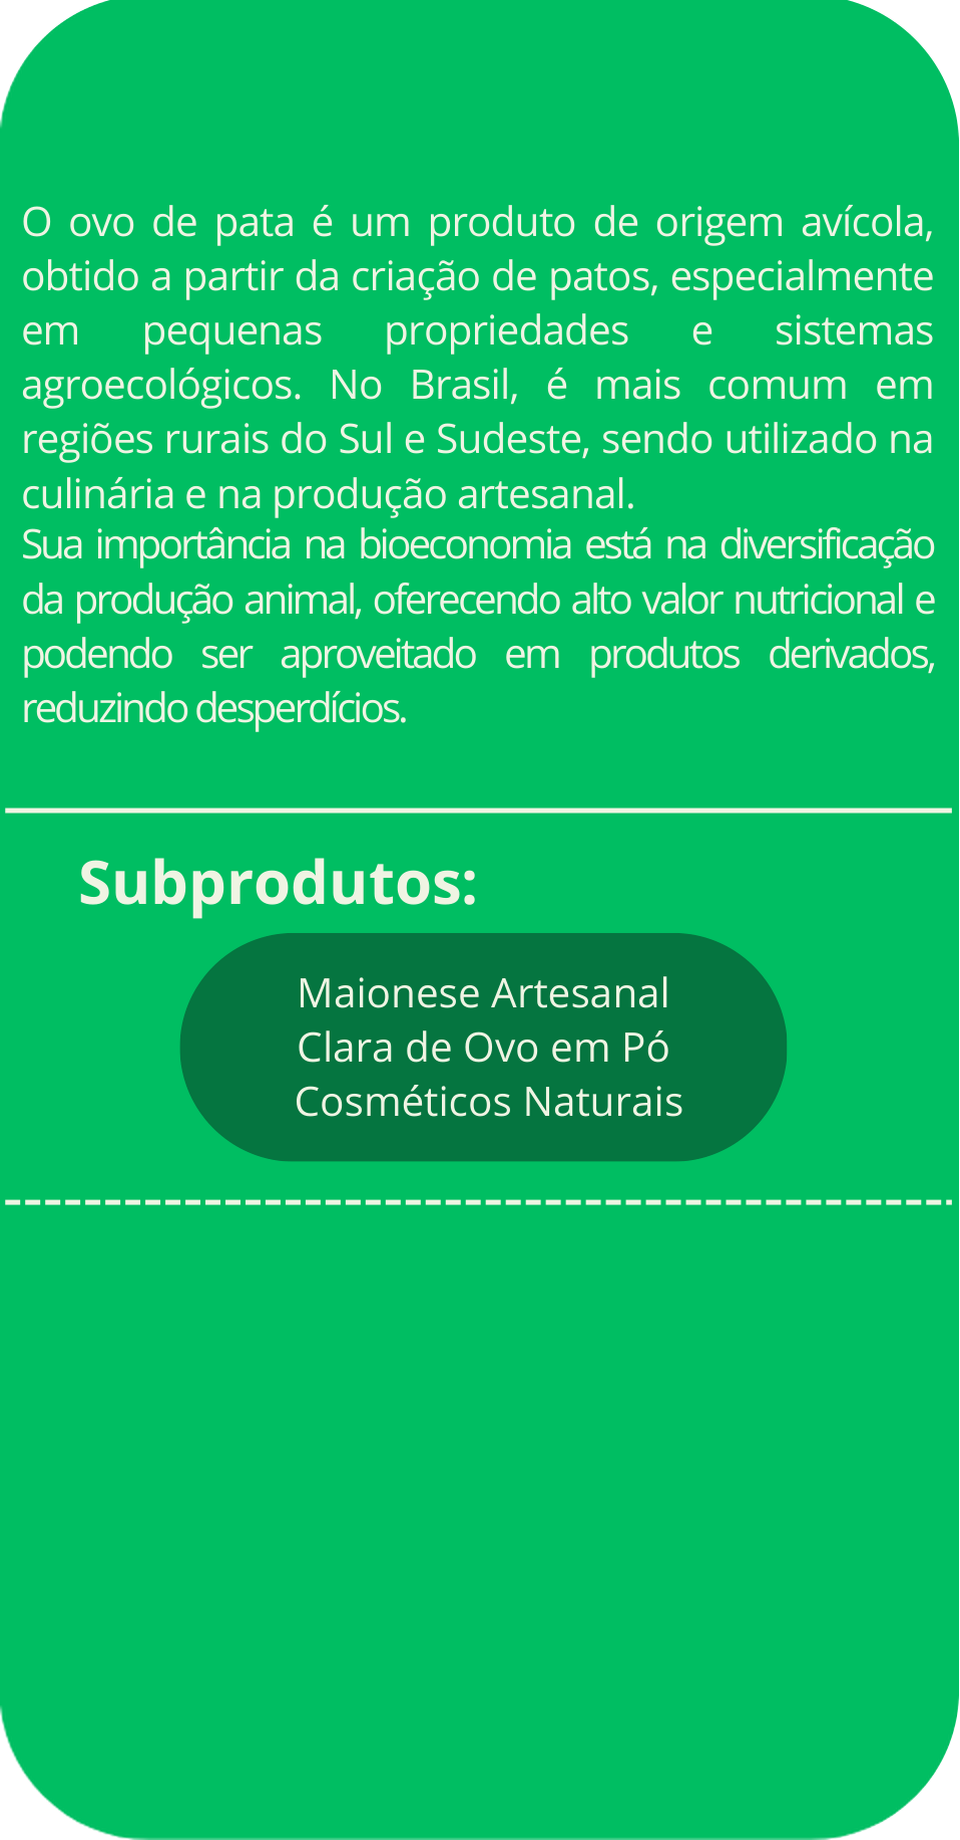 O ovo de pata é um produto de origem avícola,
obtido a partir da criação de patos, especialmente
em pequenas propriedades e sistemas
agroecológicos. No Brasil, é mais comum em
regiões rurais do Sul e Sudeste, sendo utilizado na
culinária e na produção artesanal.
Sua importância na bioeconomia está na diversificação
da produção animal, oferecendo alto valor nutricional e
podendo ser aproveitado em produtos derivados,
reduzindo desperdícios.
Subprodutos:
Maionese Artesanal
Clara de Ovo em Pó
Cosméticos Naturais